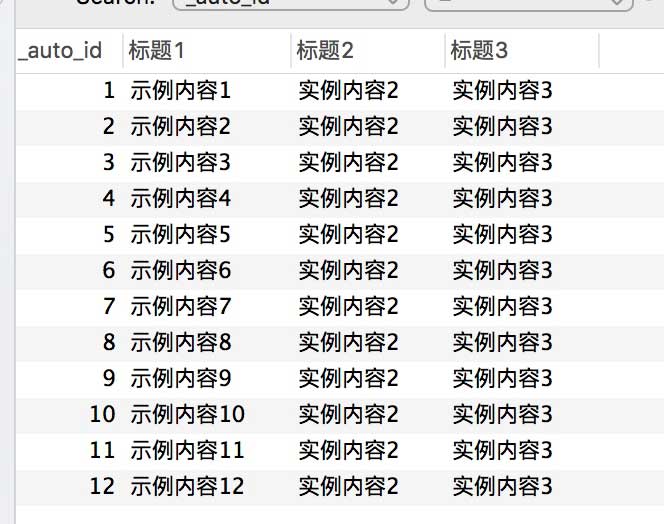 Search: _auto_id
_auto_id 标题1 标题2 标题3
1 示例内容1 实例内容2 实例内容3
2 示例内容2 实例内容2 实例内容3
3 示例内容3 实例内容2 实例内容3
4 示例内容4 实例内容2 实例内容3
5 示例内容5 实例内容2 实例内容3
6 示例内容6 实例内容2 实例内容3
7 示例内容7 实例内容2 实例内容3
8 示例内容8 实例内容2 实例内容3
9 示例内容9 实例内容2 实例内容3
10 示例内容10 实例内容2 实例内容3
11 示例内容11 实例内容2 实例内容3
12 示例内容12 实例内容2 实例内容3